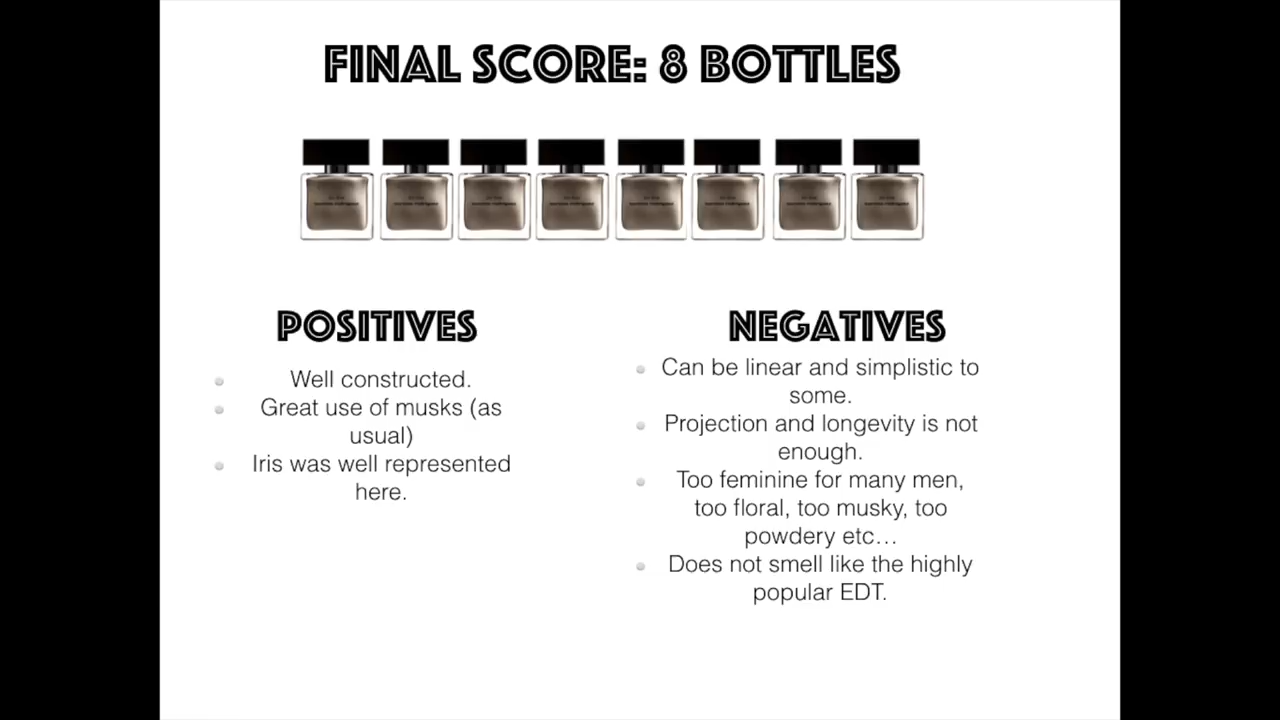 FINAL SCORE: 8 BOTTLES
POSITIVES
Well constructed.
Great use of musks (as
usual)
Iris was well represented
here.
NEGATIVES
Can be linear and simplistic to
some.
Projection and longevity is not
enough.
Too feminine for many men,
too floral, too musky, too
powdery etc…
Does not smell like the highly
popular EDT.